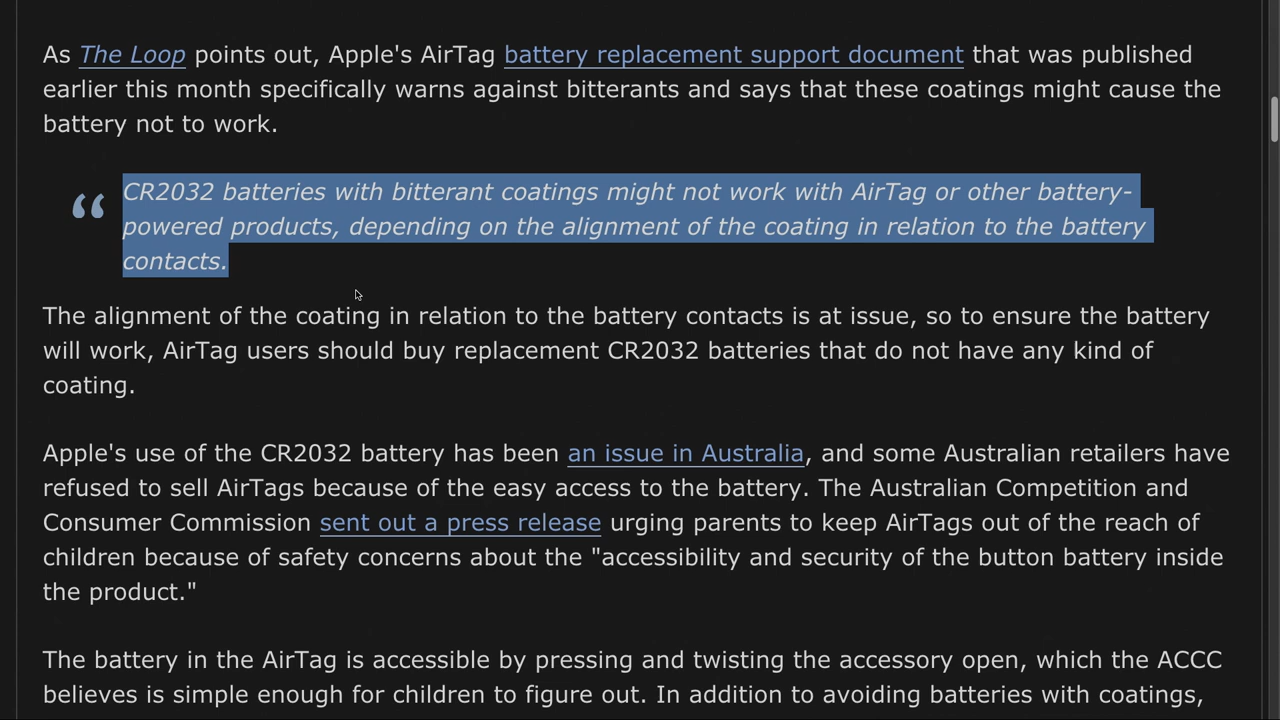 As The Loop points out, Apple's AirTag battery replacement support document that was published
earlier this month specifically warns against bitterants and says that these coatings might cause the
battery not to work.
“ CR2032 batteries with bitterant coatings might not work with AirTag or other battery-
powered products, depending on the alignment of the coating in relation to the battery
contacts.
The alignment of the coating in relation to the battery contacts is at issue, so to ensure the battery
will work, AirTag users should buy replacement CR2032 batteries that do not have any kind of
coating.
Apple's use of the CR2032 battery has been an issue in Australia, and some Australian retailers have
refused to sell AirTags because of the easy access to the battery. The Australian Competition and
Consumer Commission sent out a press release urging parents to keep AirTags out of the reach of
children because of safety concerns about the "accessibility and security of the button battery inside
the product."
The battery in the AirTag is accessible by pressing and twisting the accessory open, which the ACCC
believes is simple enough for children to figure out. In addition to avoiding batteries with coatings,